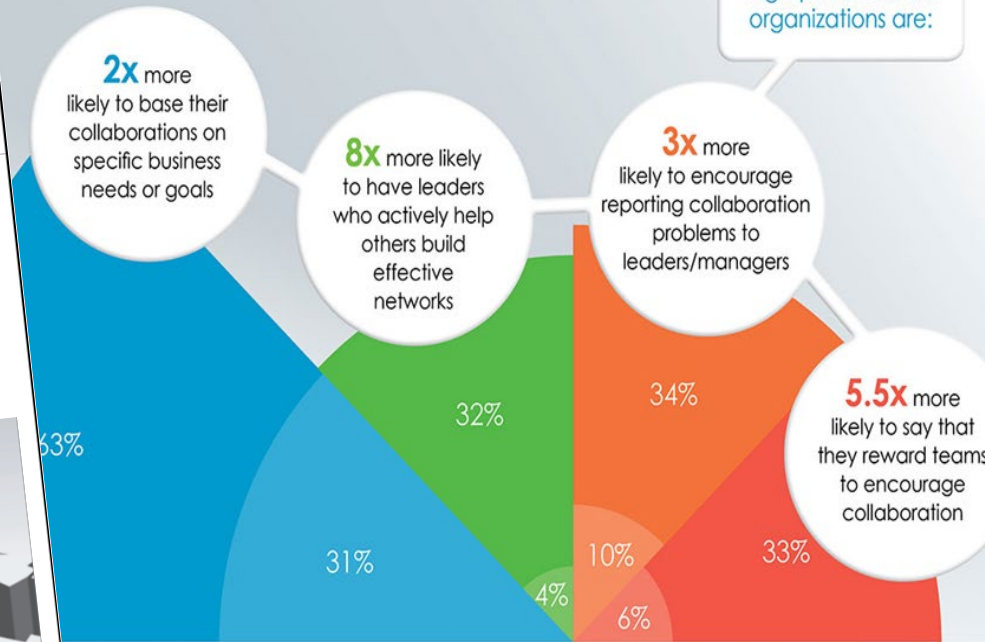 organizations are:
2x more
likely to base their
collaborations on
specific business
needs or goals
8x more likely
to have leaders
who actively help
others build
effective
networks
3x more
likely to encourage
reporting collaboration
problems to
leaders/managers
5.5x more
likely to say that
they reward teams
to encourage
collaboration
63%
31%
32%
4%
34%
10%
33%
6%